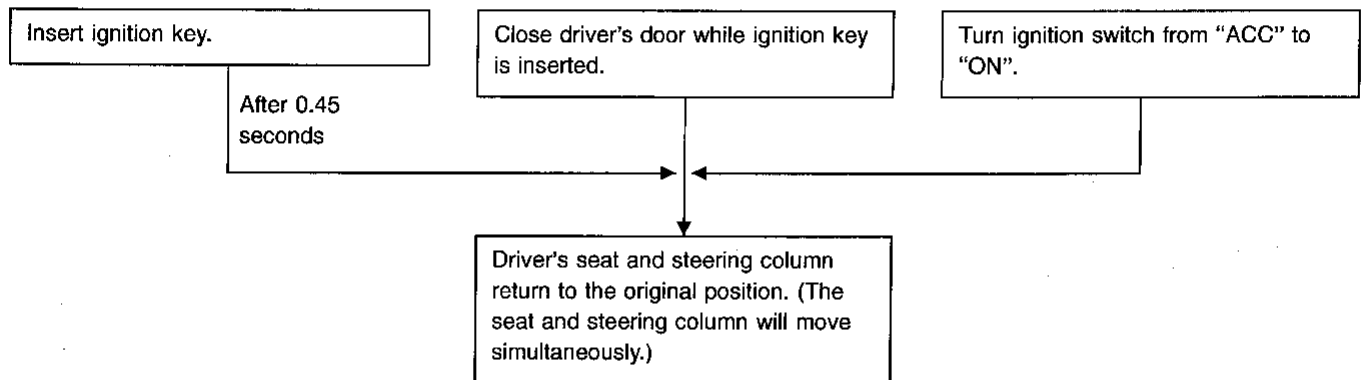 Insert ignition key.
Close driver's door while ignition key
is inserted.
Turn ignition switch from “ACC” to
“ON”.
After 0.45
seconds
Driver's seat and steering column
return to the original position. (The
seat and steering column will move
simultaneously.)